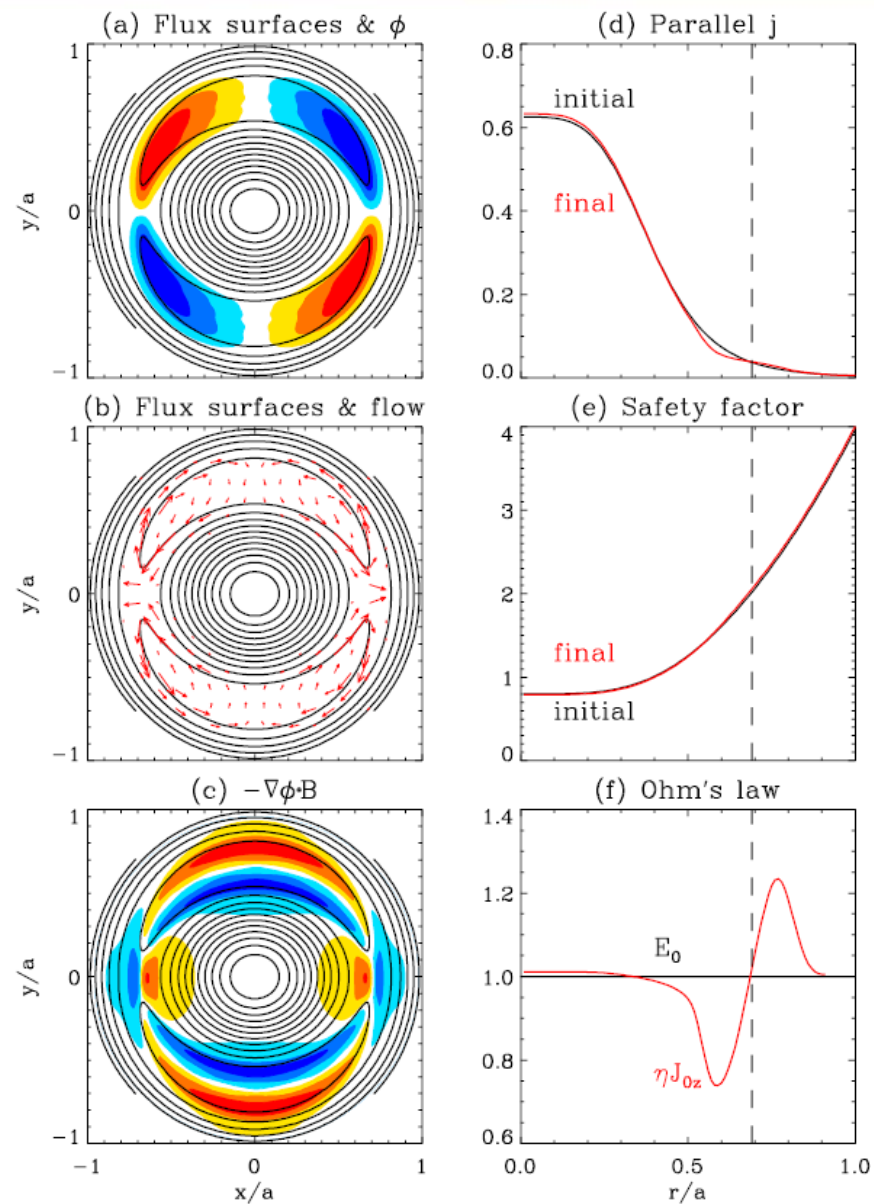 (a) Flux surfaces & ϕ
1
y/a
0
−1
(b) Flux surfaces & flow
1
y/a
0
−1
(c) −∇ϕ·B
1
y/a
0
−1
−1 0 1
x/a
(d) Parallel j
0.8
0.6
0.4
0.2
0.0
initial
final
(e) Safety factor
4
3
2
1
0
final
initial
(f) Ohm's law
1.4
1.2
1.0
0.8
0.6
E₀
ηJ₀z
0.0 0.5 1.0
r/a